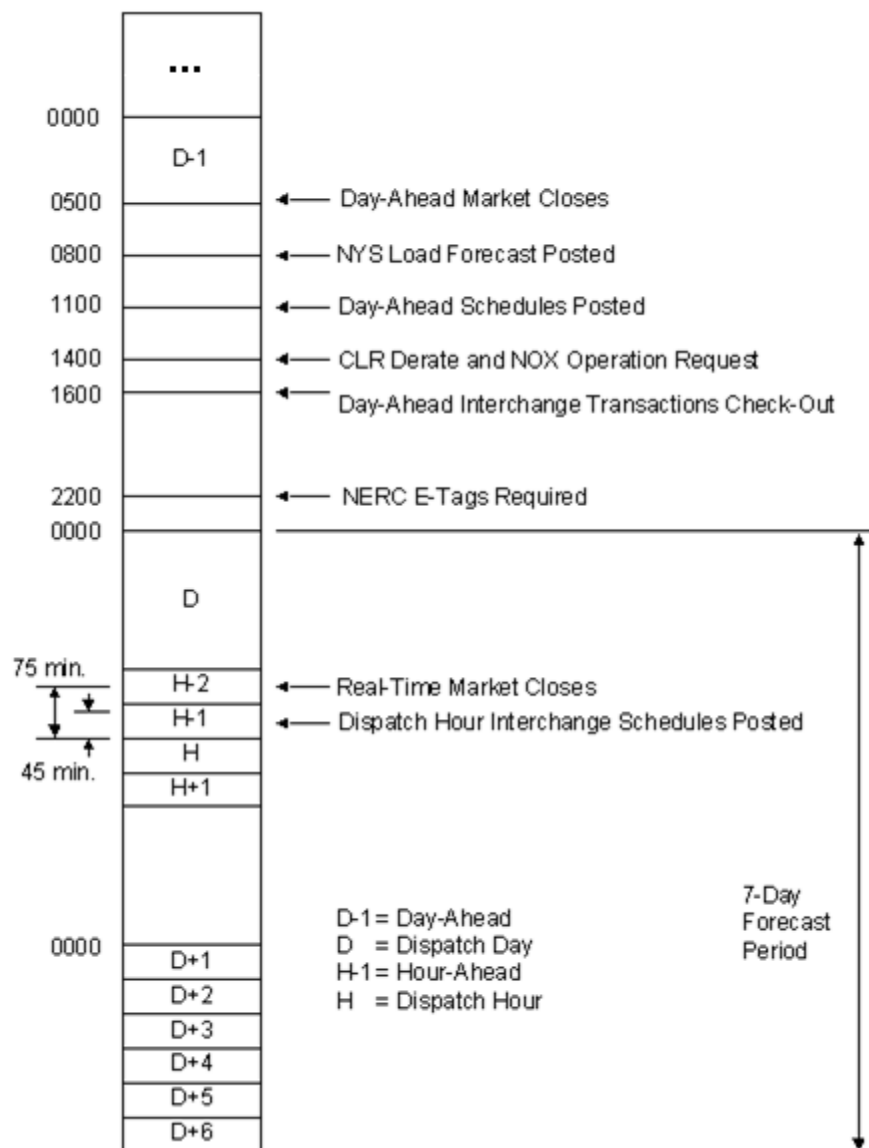 ...
0000
D-1
0500
Day-Ahead Market Closes
0800
NYS Load Forecast Posted
1100
Day-Ahead Schedules Posted
1400
CLR Derate and NOX Operation Request
1600
Day-Ahead Interchange Transactions Check-Out
2200
NERC E-Tags Required
0000
D
75 min.
H-2
Real-Time Market Closes
H-1
Dispatch Hour Interchange Schedules Posted
H
45 min.
H+1
7-Day
Forecast
Period
D-1 = Day-Ahead
D = Dispatch Day
H-1 = Hour-Ahead
H = Dispatch Hour
0000
D+1
D+2
D+3
D+4
D+5
D+6